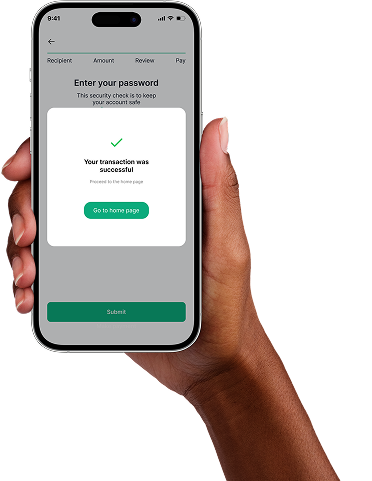 9:41
Recipient Amount Review Pay
Enter your password
This security check is to keep
your account safe
Your transaction was
successful
Proceed to the home page
Go to home page
Submit